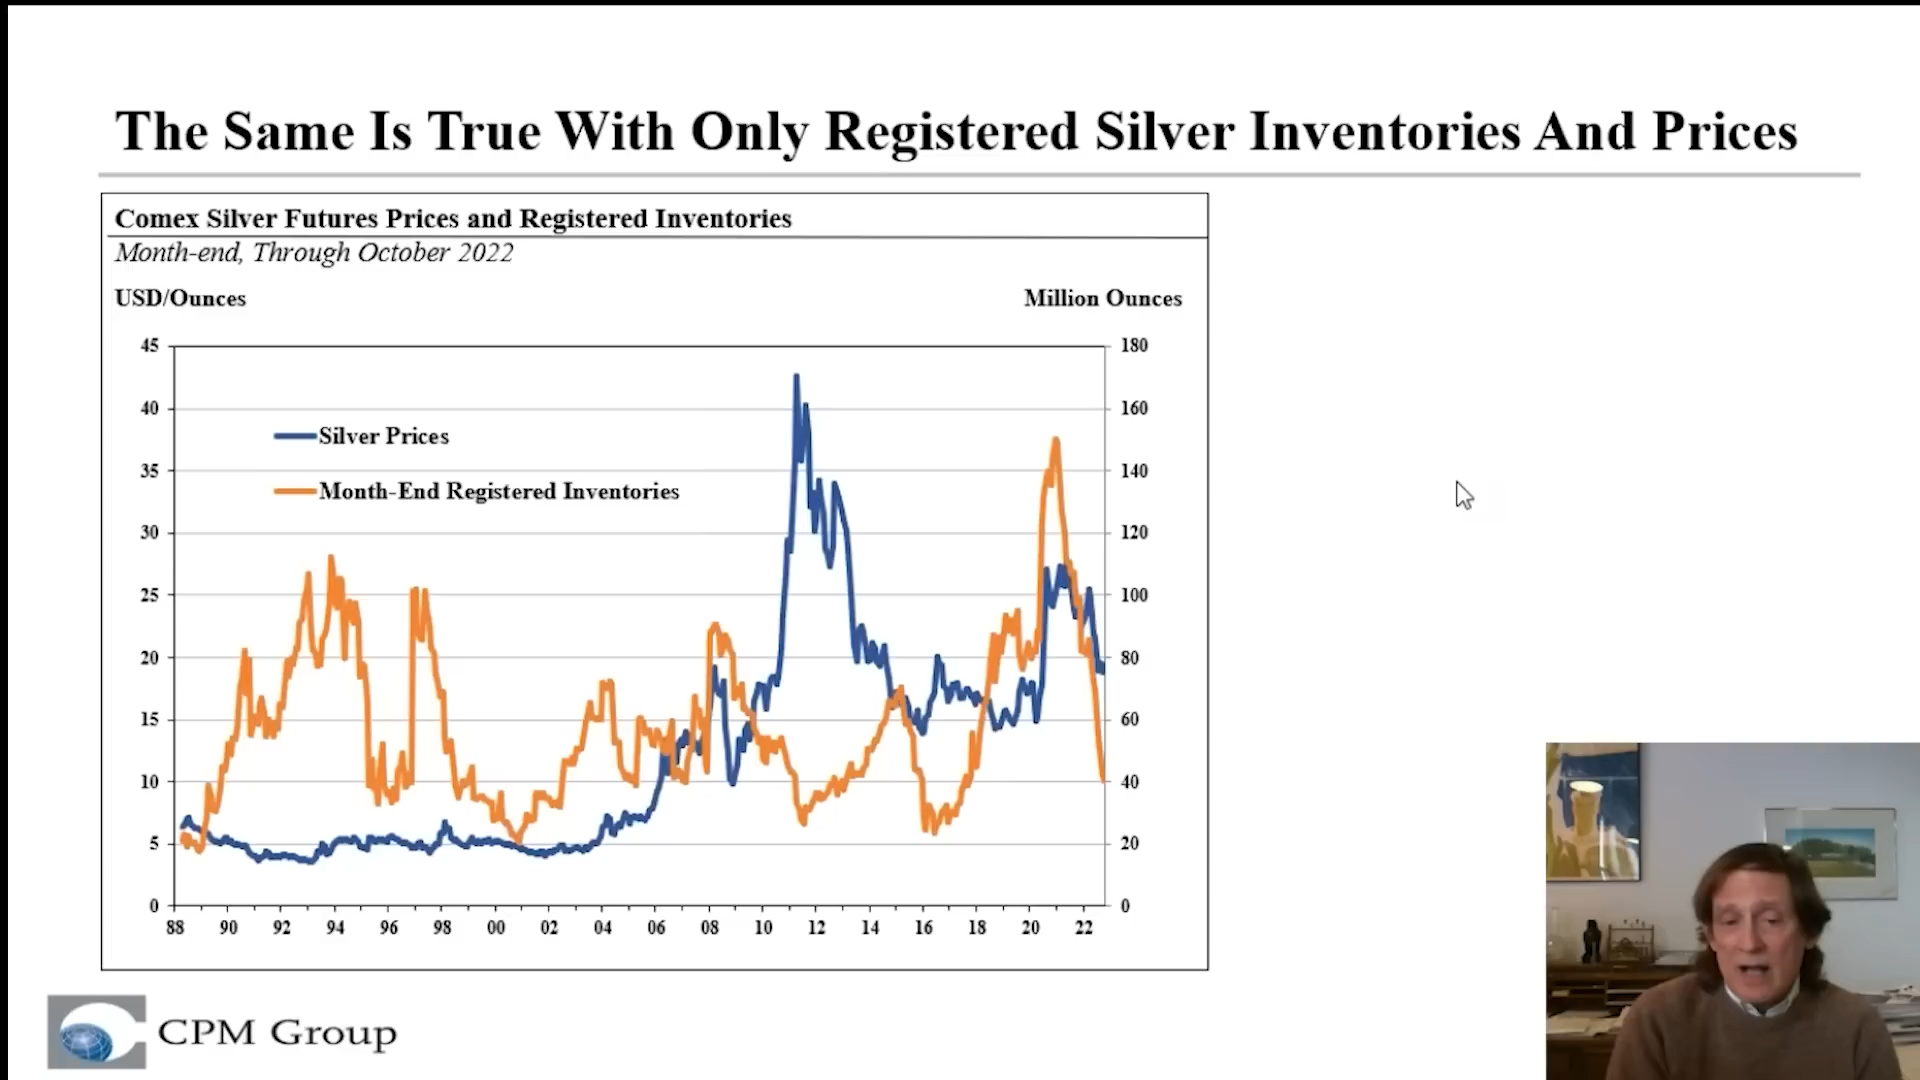 The Same Is True With Only Registered Silver Inventories And Prices
Comex Silver Futures Prices and Registered Inventories
Month-end, Through October 2022
USD/Ounces
Million Ounces
45
40
35
30
25
20
15
10
5
0
Silver Prices
Month-End Registered Inventories
180
160
140
120
100
80
60
40
20
0
88 90 92 94 96 98 00 02 04 06 08 10 12 14 16 18 20 22
CPM Group